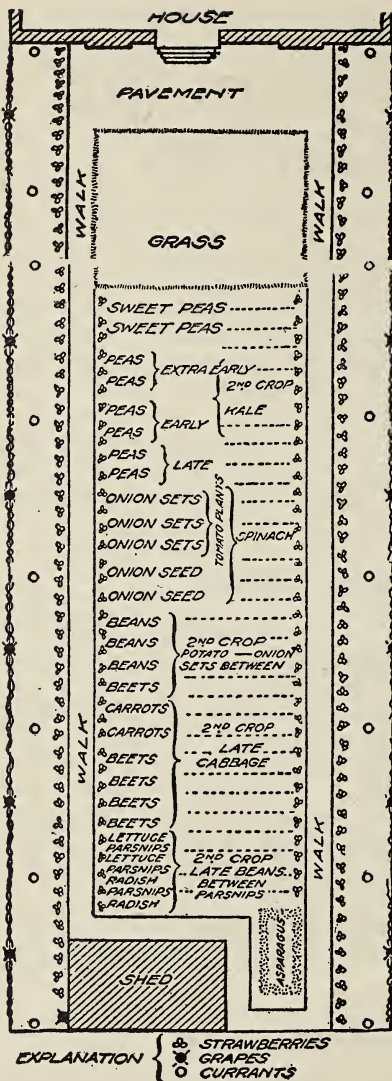 HOUSE
PAVEMENT
WALK
WALK
GRASS
SWEET PEAS
SWEET PEAS
PEAS
PEAS
EXTRA EARLY
2ND CROP
KALE
PEAS
PEAS
EARLY
PEAS
PEAS
LATE
ONION SETS
ONION SETS
ONION SETS
TOMATO PLANTS
SPINACH
ONION SEED
ONION SEED
BEANS
BEANS
BEANS
BEETS
2ND CROP
POTATO — ONION
SETS BETWEEN
CARROTS
CARROTS
BEETS
BEETS
BEETS
BEETS
2ND CROP
LATE
CABBAGE
WALK
WALK
LETTUCE
PARSNIPS
LETTUCE
PARSNIPS
RADISH
PARSNIPS
RADISH
2ND CROP
LATE BEANS
BETWEEN
PARSNIPS
ASPARAGUS
SHED
EXPLANATION
STRAWBERRIES
GRAPES
CURRANTS